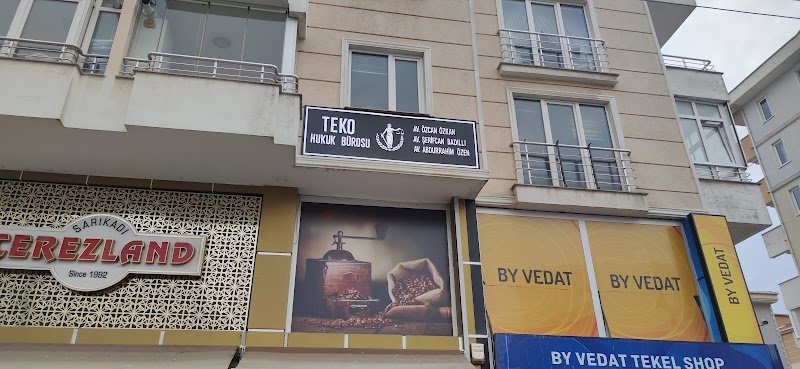 TEKO
HUKUK BÜROSU
AV. ÖZCAN ÖZKAN
AV. ŞERİFCAN BADILLI
AV. ABDURRAHİM ÖZEN
SARIKADI
CEREZLAND
Since 1992
BY VEDAT
BY VEDAT
BY VEDAT
BY VEDAT TEKEL SHOP